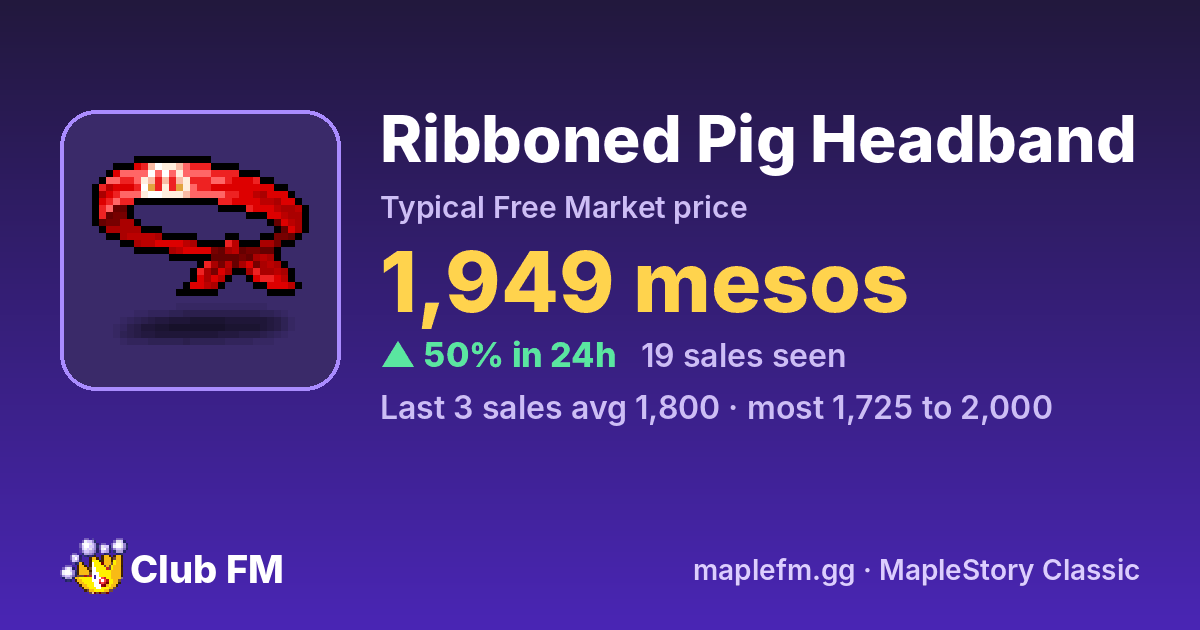 Ribboned Pig Headband
Typical Free Market price
1,949 mesos
▲ 50% in 24h 19 sales seen
Last 3 sales avg 1,800 · most 1,725 to 2,000
Club FM
maplefm.gg · MapleStory Classic